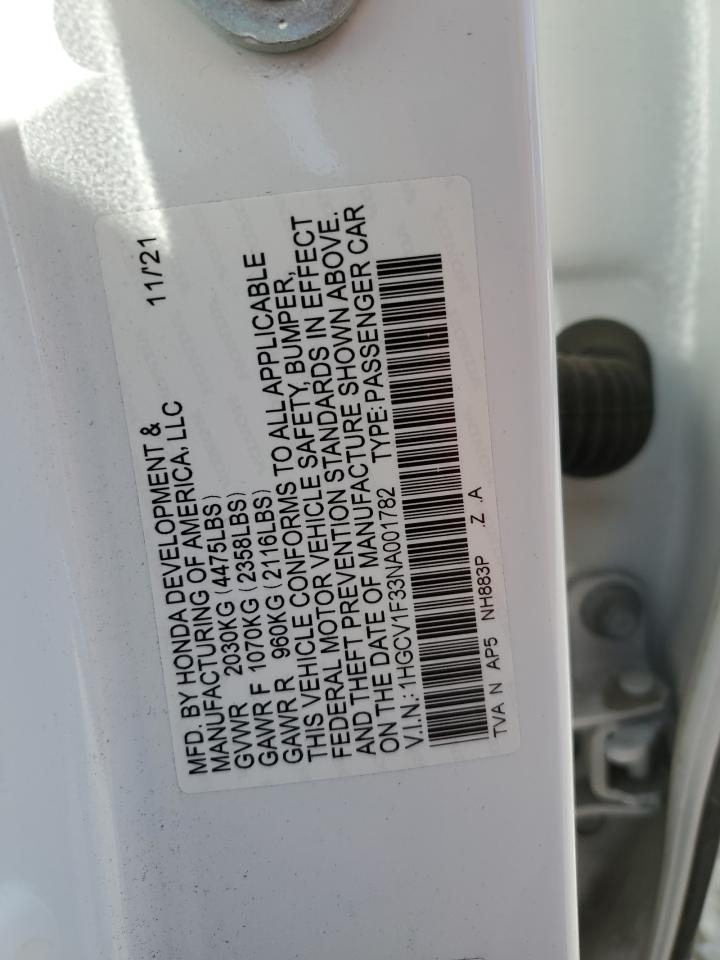 MFD. BY HONDA DEVELOPMENT & 11/'21
MANUFACTURING OF AMERICA, LLC
GVWR 2030KG (4475LBS)
GAWR F 1070KG (2358LBS)
GAWR R 960KG (2116LBS)
THIS VEHICLE CONFORMS TO ALL APPLICABLE
FEDERAL MOTOR VEHICLE SAFETY, BUMPER,
AND THEFT PREVENTION STANDARDS IN EFFECT
ON THE DATE OF MANUFACTURE SHOWN ABOVE.
V.I.N.: 1HGCV1F33NA001782 TYPE: PASSENGER CAR
TVA N AP5 NH883P .Z .A